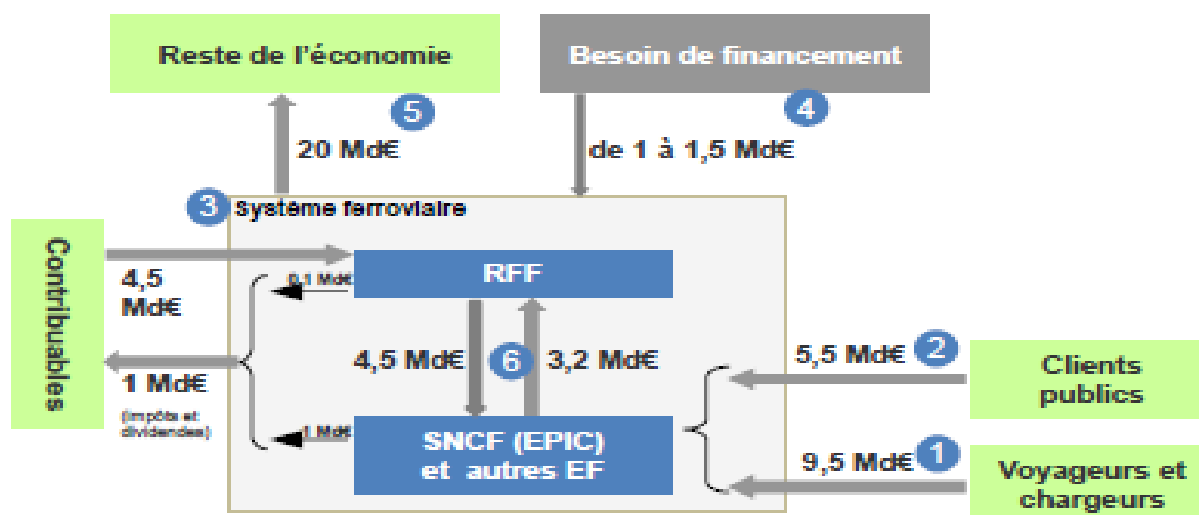 Reste de l'économie
Besoin de financement
5
4
20 Md€
de 1 à 1,5 Md€
3
Système ferroviaire
Contribuables
4,5
Md€
RFF
0,1 Md€
1 Md€
(impôts et
dividendes)
4,5 Md€
6
3,2 Md€
1 Md€
SNCF (EPIC)
et autres EF
5,5 Md€
2
Clients
publics
9,5 Md€
1
Voyageurs et
chargeurs